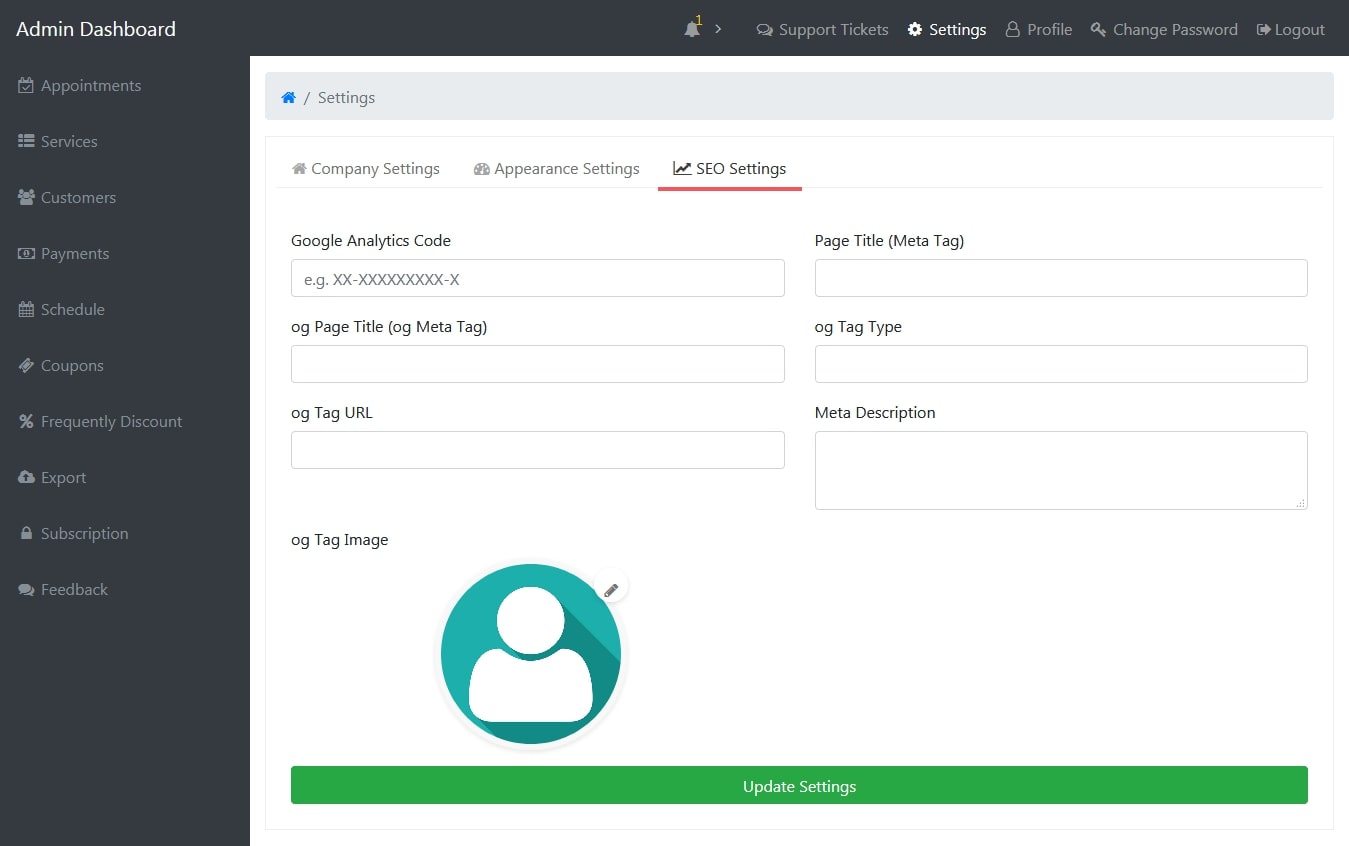 Admin Dashboard
1
Support Tickets
Settings
Profile
Change Password
Logout
Appointments
Services
Customers
Payments
Schedule
Coupons
Frequently Discount
Export
Subscription
Feedback
/ Settings
Company Settings
Appearance Settings
SEO Settings
Google Analytics Code
e.g. XX-XXXXXXXXX-X
Page Title (Meta Tag)
og Page Title (og Meta Tag)
og Tag Type
og Tag URL
Meta Description
og Tag Image
Update Settings